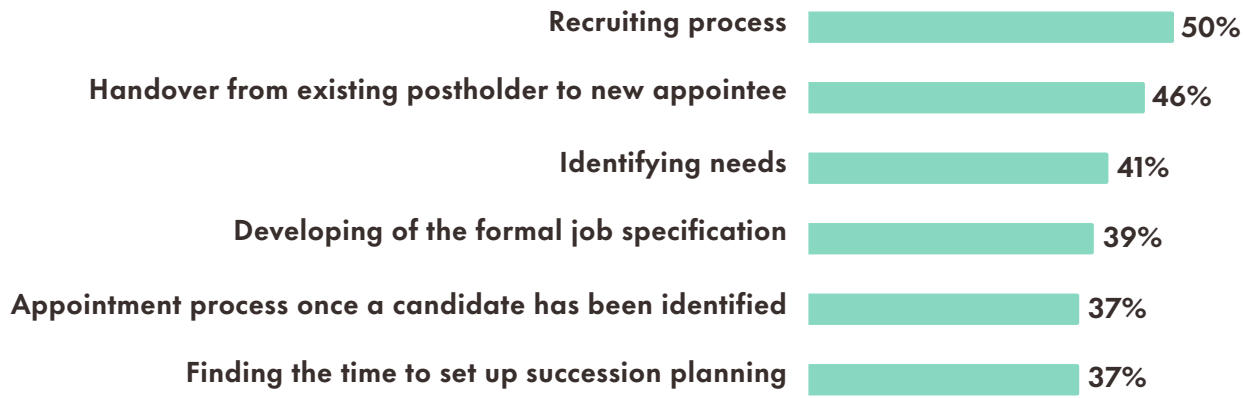 Recruiting process 50%
Handover from existing postholder to new appointee 46%
Identifying needs 41%
Developing of the formal job specification 39%
Appointment process once a candidate has been identified 37%
Finding the time to set up succession planning 37%